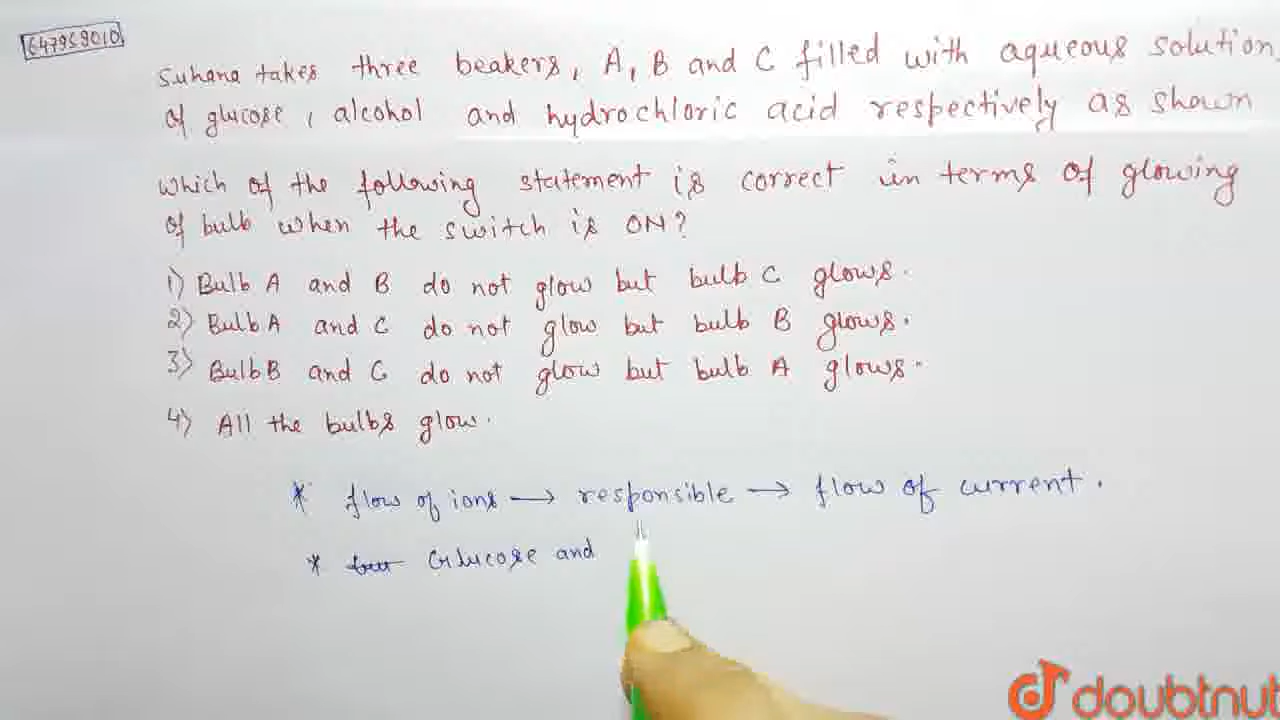 647959010
Suhana takes three beakers, A, B and C filled with aqueous solution
of glucose, alcohol and hydrochloric acid respectively as shown
Which of the following statement is correct in terms of glowing
of bulb when the switch is ON?
1) Bulb A and B do not glow but bulb C glows.
2) Bulb A and C do not glow but bulb B glows.
3) Bulb B and C do not glow but bulb A glows.
4) All the bulbs glow.
* flow of ions → responsible → flow of current.
* Glucose and
doubtnut